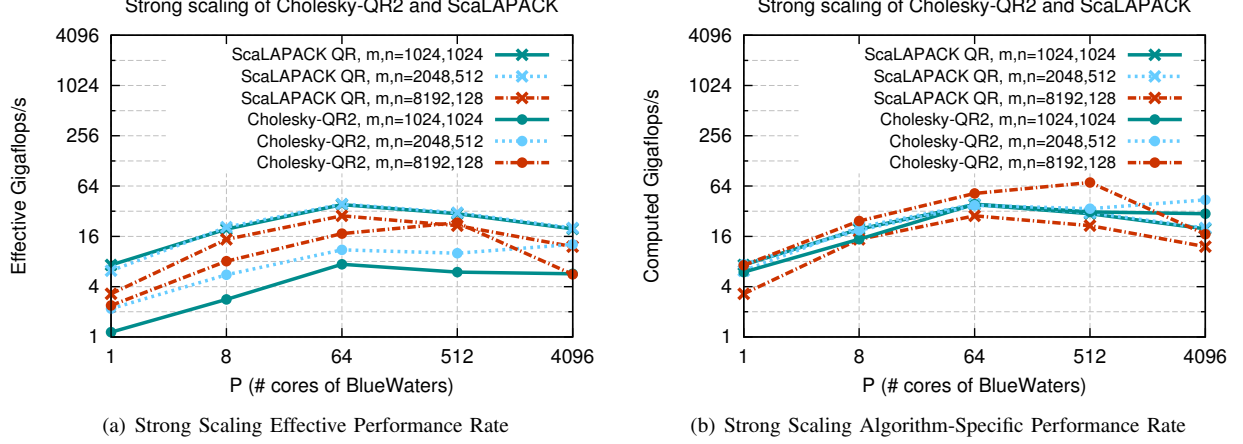 Strong scaling of Cholesky-QR2 and ScaLAPACK
4096
1024
256
64
16
4
1
Effective Gigaflops/s
ScaLAPACK QR, m,n=1024,1024
ScaLAPACK QR, m,n=2048,512
ScaLAPACK QR, m,n=8192,128
Cholesky-QR2, m,n=1024,1024
Cholesky-QR2, m,n=2048,512
Cholesky-QR2, m,n=8192,128
1 8 64 512 4096
P (# cores of BlueWaters)
(a) Strong Scaling Effective Performance Rate
Strong scaling of Cholesky-QR2 and ScaLAPACK
4096
1024
256
64
16
4
1
Computed Gigaflops/s
ScaLAPACK QR, m,n=1024,1024
ScaLAPACK QR, m,n=2048,512
ScaLAPACK QR, m,n=8192,128
Cholesky-QR2, m,n=1024,1024
Cholesky-QR2, m,n=2048,512
Cholesky-QR2, m,n=8192,128
1 8 64 512 4096
P (# cores of BlueWaters)
(b) Strong Scaling Algorithm-Specific Performance Rate